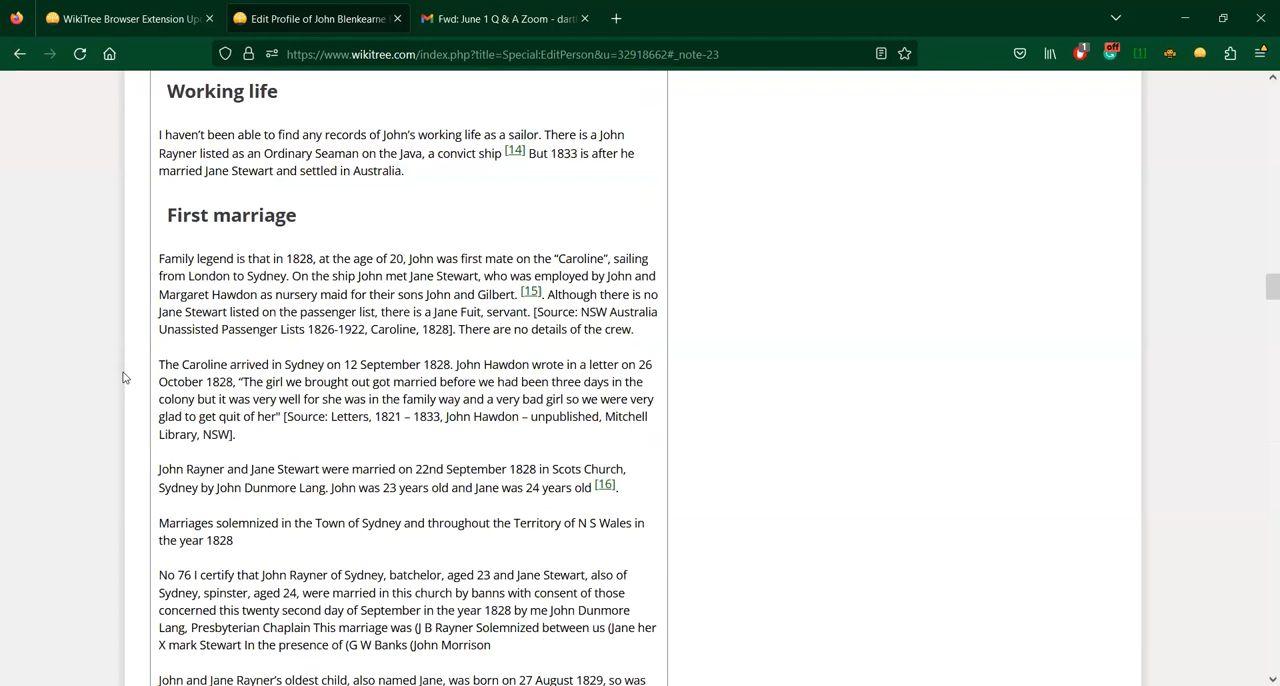 WikiTree Browser Extension Up
Edit Profile of John Blenkearne
Fwd: June 1 Q & A Zoom - dart
https://www.wikitree.com/index.php?title=Special:EditPerson&u=32918662#_note-23
1
off
[1]
Working life
I haven't been able to find any records of John's working life as a sailor. There is a John
Rayner listed as an Ordinary Seaman on the Java, a convict ship [14] But 1833 is after he
married Jane Stewart and settled in Australia.
First marriage
Family legend is that in 1828, at the age of 20, John was first mate on the “Caroline”, sailing
from London to Sydney. On the ship John met Jane Stewart, who was employed by John and
Margaret Hawdon as nursery maid for their sons John and Gilbert. [15]. Although there is no
Jane Stewart listed on the passenger list, there is a Jane Fuit, servant. [Source: NSW Australia
Unassisted Passenger Lists 1826-1922, Caroline, 1828]. There are no details of the crew.
The Caroline arrived in Sydney on 12 September 1828. John Hawdon wrote in a letter on 26
October 1828, “The girl we brought out got married before we had been three days in the
colony but it was very well for she was in the family way and a very bad girl so we were very
glad to get quit of her" [Source: Letters, 1821 – 1833, John Hawdon – unpublished, Mitchell
Library, NSW].
John Rayner and Jane Stewart were married on 22nd September 1828 in Scots Church,
Sydney by John Dunmore Lang. John was 23 years old and Jane was 24 years old [16].
Marriages solemnized in the Town of Sydney and throughout the Territory of N S Wales in
the year 1828
No 76 I certify that John Rayner of Sydney, batchelor, aged 23 and Jane Stewart, also of
Sydney, spinster, aged 24, were married in this church by banns with consent of those
concerned this twenty second day of September in the year 1828 by me John Dunmore
Lang, Presbyterian Chaplain This marriage was (J B Rayner Solemnized between us (Jane her
X mark Stewart In the presence of (G W Banks (John Morrison
John and Jane Rayner's oldest child, also named Jane, was born on 27 August 1829, so was